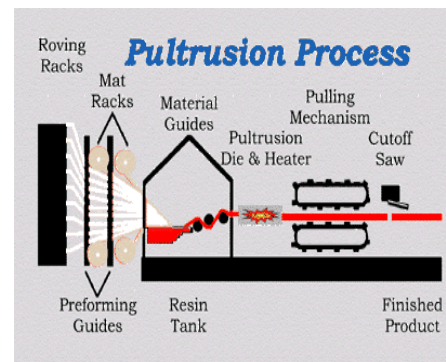 Pultrusion Process
Roving
Racks
Mat
Racks
Material
Guides
Pultrusion
Die & Heater
Pulling
Mechanism
Cutoff
Saw
Preforming
Guides
Resin
Tank
Finished
Product